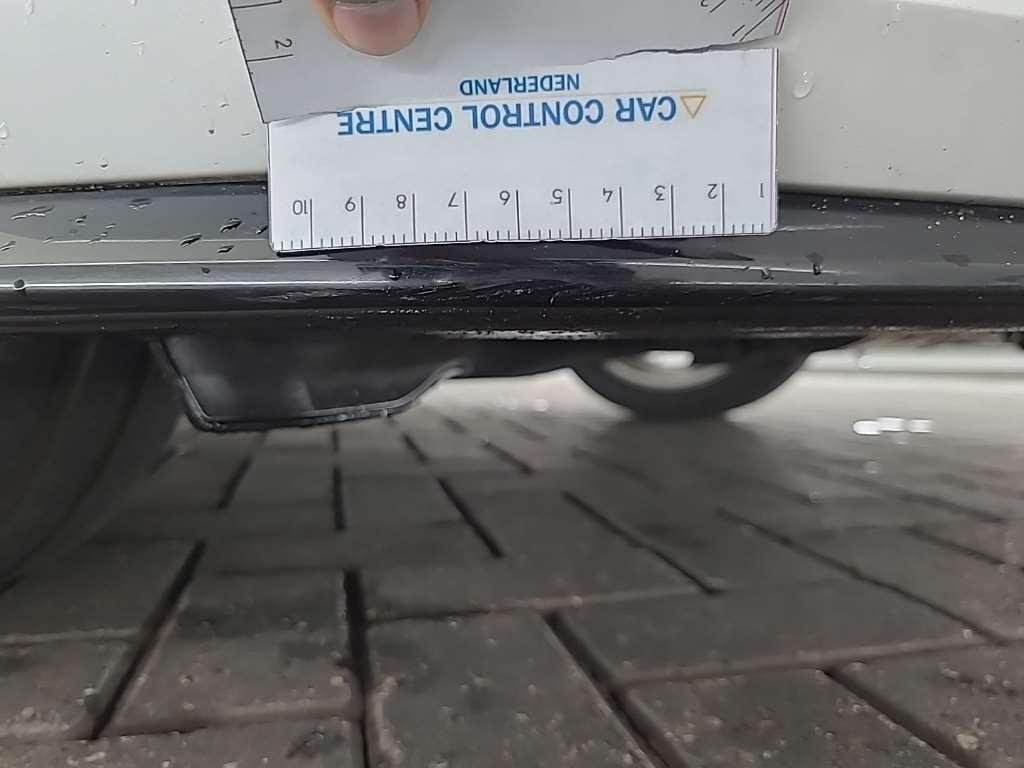 CAR CONTROL CENTRE
NEDERLAND
1 2 3 4 5 6 7 8 9 10
2